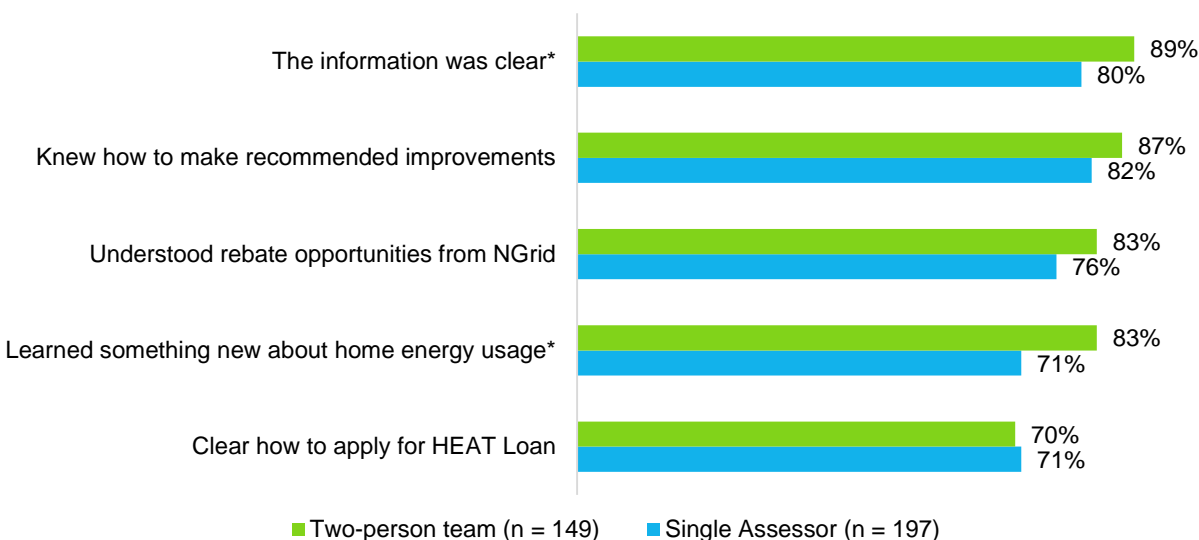 The information was clear*
89%
80%
Knew how to make recommended improvements
87%
82%
Understood rebate opportunities from NGrid
83%
76%
Learned something new about home energy usage*
83%
71%
Clear how to apply for HEAT Loan
70%
71%
Two-person team (n = 149) Single Assessor (n = 197)